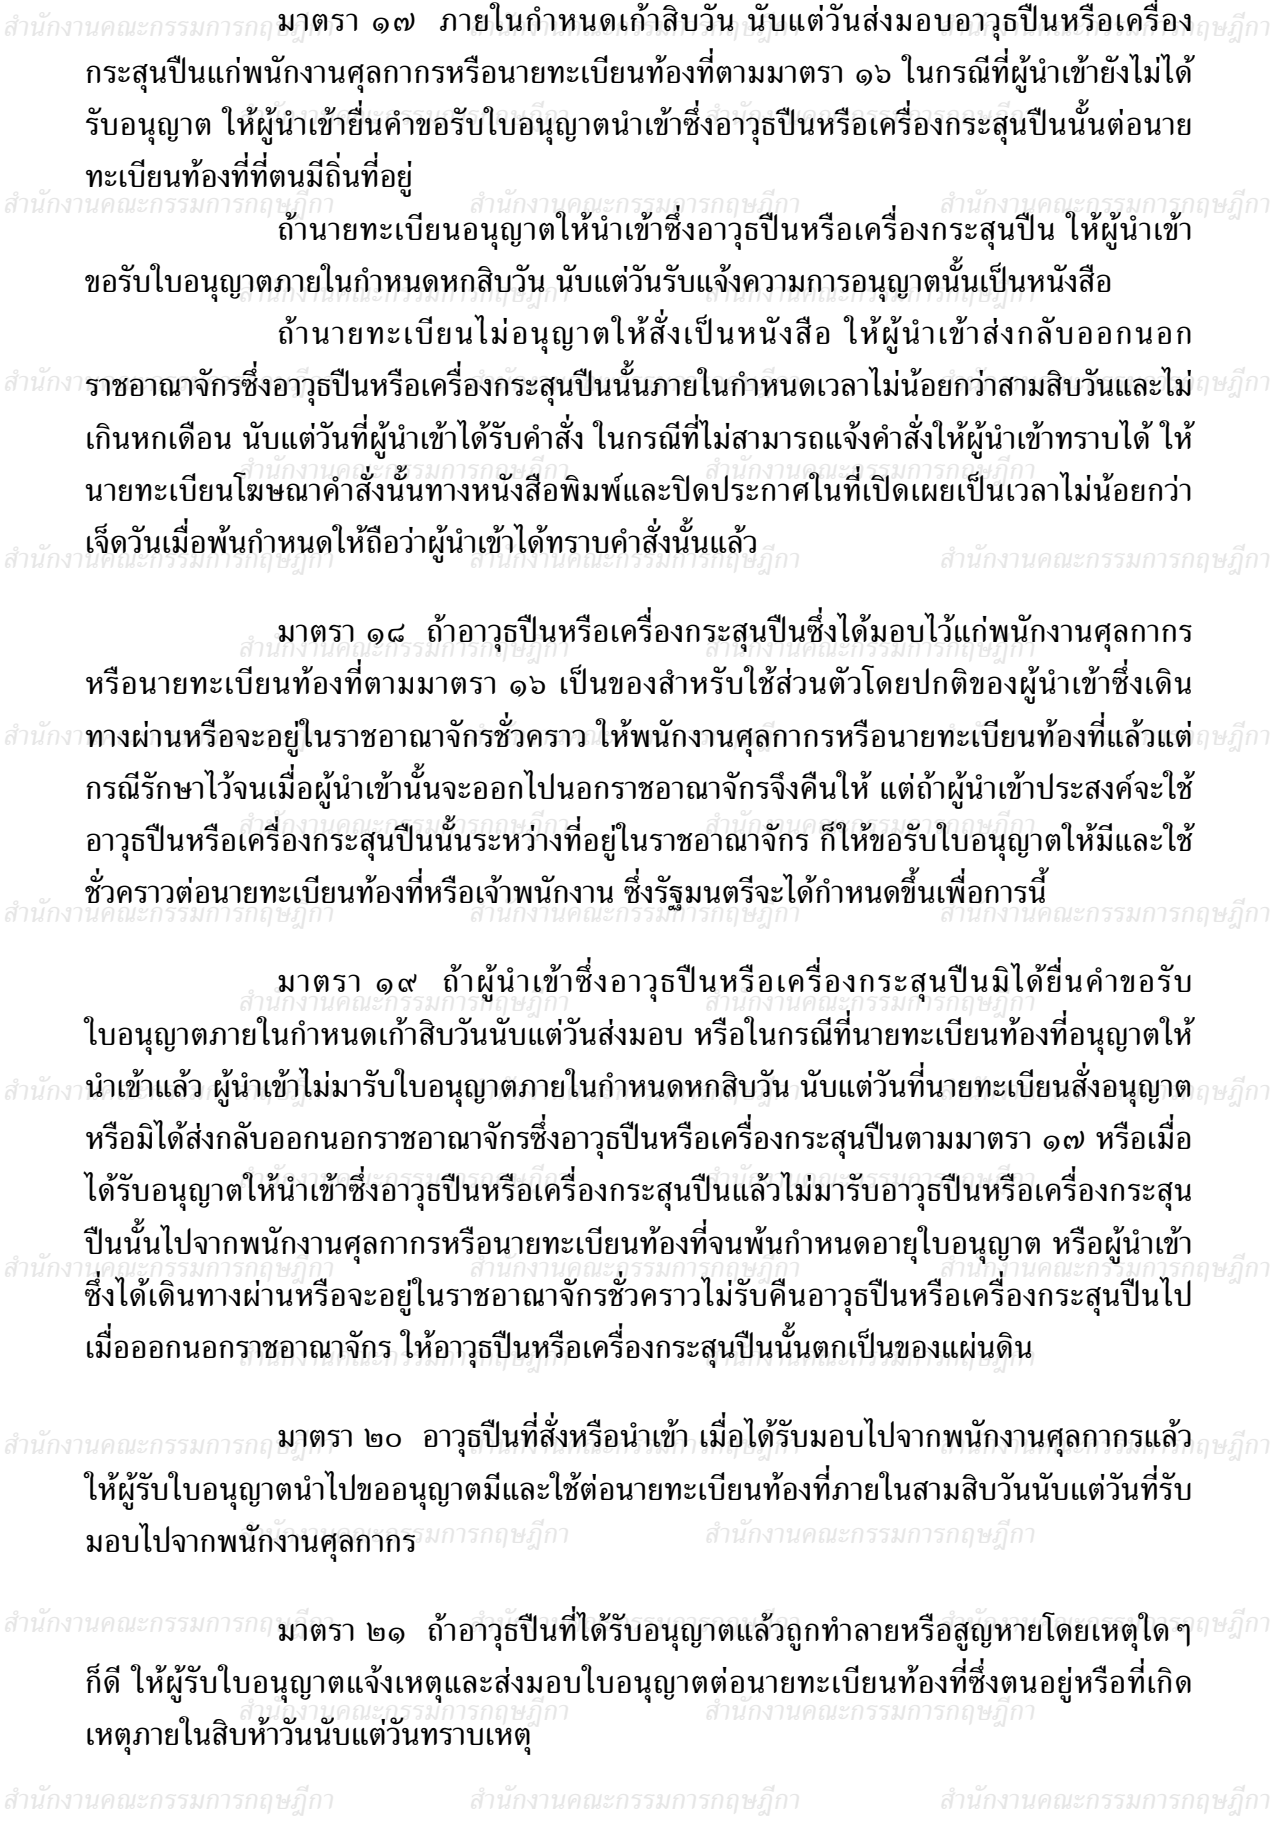 มาตรา ๑๗  ภายในกำหนดเก้าสิบวัน นับแต่วันส่งมอบอาวุธปืนหรือเครื่อง
กระสุนปืนแก่พนักงานศุลกากรหรือนายทะเบียนท้องที่ตามมาตรา ๑๖ ในกรณีที่ผู้นำเข้ายังไม่ได้
รับอนุญาต ให้ผู้นำเข้ายื่นคำขอรับใบอนุญาตนำเข้าซึ่งอาวุธปืนหรือเครื่องกระสุนปืนนั้นต่อนาย
ทะเบียนท้องที่ที่ตนมีถิ่นที่อยู่
ถ้านายทะเบียนอนุญาตให้นำเข้าซึ่งอาวุธปืนหรือเครื่องกระสุนปืน ให้ผู้นำเข้า
ขอรับใบอนุญาตภายในกำหนดหกสิบวัน นับแต่วันรับแจ้งความการอนุญาตนั้นเป็นหนังสือ
ถ้านายทะเบียนไม่อนุญาตให้สั่งเป็นหนังสือ ให้ผู้นำเข้าส่งกลับออกนอก
ราชอาณาจักรซึ่งอาวุธปืนหรือเครื่องกระสุนปืนนั้นภายในกำหนดเวลาไม่น้อยกว่าสามสิบวันและไม่
เกินหกเดือน นับแต่วันที่ผู้นำเข้าได้รับคำสั่ง ในกรณีที่ไม่สามารถแจ้งคำสั่งให้ผู้นำเข้าทราบได้ ให้
นายทะเบียนโฆษณาคำสั่งนั้นทางหนังสือพิมพ์และปิดประกาศในที่เปิดเผยเป็นเวลาไม่น้อยกว่า
เจ็ดวันเมื่อพ้นกำหนดให้ถือว่าผู้นำเข้าได้ทราบคำสั่งนั้นแล้ว
มาตรา ๑๘  ถ้าอาวุธปืนหรือเครื่องกระสุนปืนซึ่งได้มอบไว้แก่พนักงานศุลกากร
หรือนายทะเบียนท้องที่ตามมาตรา ๑๖ เป็นของสำหรับใช้ส่วนตัวโดยปกติของผู้นำเข้าซึ่งเดิน
ทางผ่านหรือจะอยู่ในราชอาณาจักรชั่วคราว ให้พนักงานศุลกากรหรือนายทะเบียนท้องที่แล้วแต่
กรณีรักษาไว้จนเมื่อผู้นำเข้านั้นจะออกไปนอกราชอาณาจักรจึงคืนให้ แต่ถ้าผู้นำเข้าประสงค์จะใช้
อาวุธปืนหรือเครื่องกระสุนปืนนั้นระหว่างที่อยู่ในราชอาณาจักร ก็ให้ขอรับใบอนุญาตให้มีและใช้
ชั่วคราวต่อนายทะเบียนท้องที่หรือเจ้าพนักงาน ซึ่งรัฐมนตรีจะได้กำหนดขึ้นเพื่อการนี้
มาตรา ๑๙  ถ้าผู้นำเข้าซึ่งอาวุธปืนหรือเครื่องกระสุนปืนมิได้ยื่นคำขอรับ
ใบอนุญาตภายในกำหนดเก้าสิบวันนับแต่วันส่งมอบ หรือในกรณีที่นายทะเบียนท้องที่อนุญาตให้
นำเข้าแล้ว ผู้นำเข้าไม่มารับใบอนุญาตภายในกำหนดหกสิบวัน นับแต่วันที่นายทะเบียนสั่งอนุญาต
หรือมิได้ส่งกลับออกนอกราชอาณาจักรซึ่งอาวุธปืนหรือเครื่องกระสุนปืนตามมาตรา ๑๗ หรือเมื่อ
ได้รับอนุญาตให้นำเข้าซึ่งอาวุธปืนหรือเครื่องกระสุนปืนแล้วไม่มารับอาวุธปืนหรือเครื่องกระสุน
ปืนนั้นไปจากพนักงานศุลกากรหรือนายทะเบียนท้องที่จนพ้นกำหนดอายุใบอนุญาต หรือผู้นำเข้า
ซึ่งได้เดินทางผ่านหรือจะอยู่ในราชอาณาจักรชั่วคราวไม่รับคืนอาวุธปืนหรือเครื่องกระสุนปืนไป
เมื่อออกนอกราชอาณาจักร ให้อาวุธปืนหรือเครื่องกระสุนปืนนั้นตกเป็นของแผ่นดิน
มาตรา ๒๐  อาวุธปืนที่สั่งหรือนำเข้า เมื่อได้รับมอบไปจากพนักงานศุลกากรแล้ว
ให้ผู้รับใบอนุญาตนำไปขออนุญาตมีและใช้ต่อนายทะเบียนท้องที่ภายในสามสิบวันนับแต่วันที่รับ
มอบไปจากพนักงานศุลกากร
มาตรา ๒๑  ถ้าอาวุธปืนที่ได้รับอนุญาตแล้วถูกทำลายหรือสูญหายโดยเหตุใด ๆ
ก็ดี ให้ผู้รับใบอนุญาตแจ้งเหตุและส่งมอบใบอนุญาตต่อนายทะเบียนท้องที่ซึ่งตนอยู่หรือที่เกิด
เหตุภายในสิบห้าวันนับแต่วันทราบเหตุ
สำนักงานคณะกรรมการกฤษฎีกา สำนักงานคณะกรรมการกฤษฎีกา สำนักงานคณะกรรมการกฤษฎีกา